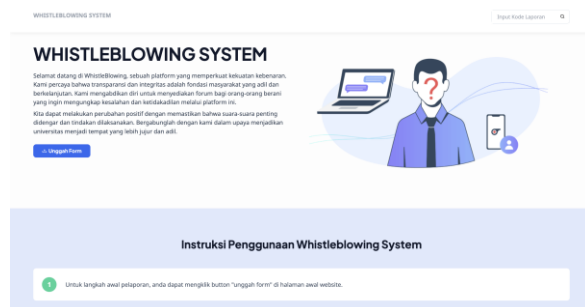 WHISTLEBLOWING SYSTEM
Input Kode Laporan
WHISTLEBLOWING SYSTEM
Selamat datang di WhistleBlowing, sebuah platform yang memperkuat kekuatan kebenaran.
Kami percaya bahwa transparansi dan integritas adalah fondasi masyarakat yang adil dan
berkelanjutan. Kami mengabdikan diri untuk menyediakan forum bagi orang-orang berani
yang ingin mengungkap kesalahan dan ketidakadilan melalui platform ini.
Kita dapat melakukan perubahan positif dengan memastikan bahwa suara-suara penting
didengar dan tindakan dilaksanakan. Bergabunglah dengan kami dalam upaya menjadikan
universitas menjadi tempat yang lebih jujur dan adil.
Unggah Form
?
Instruksi Penggunaan Whistleblowing System
1
Untuk langkah awal pelaporan, anda dapat mengklik button "unggah form" di halaman awal website.